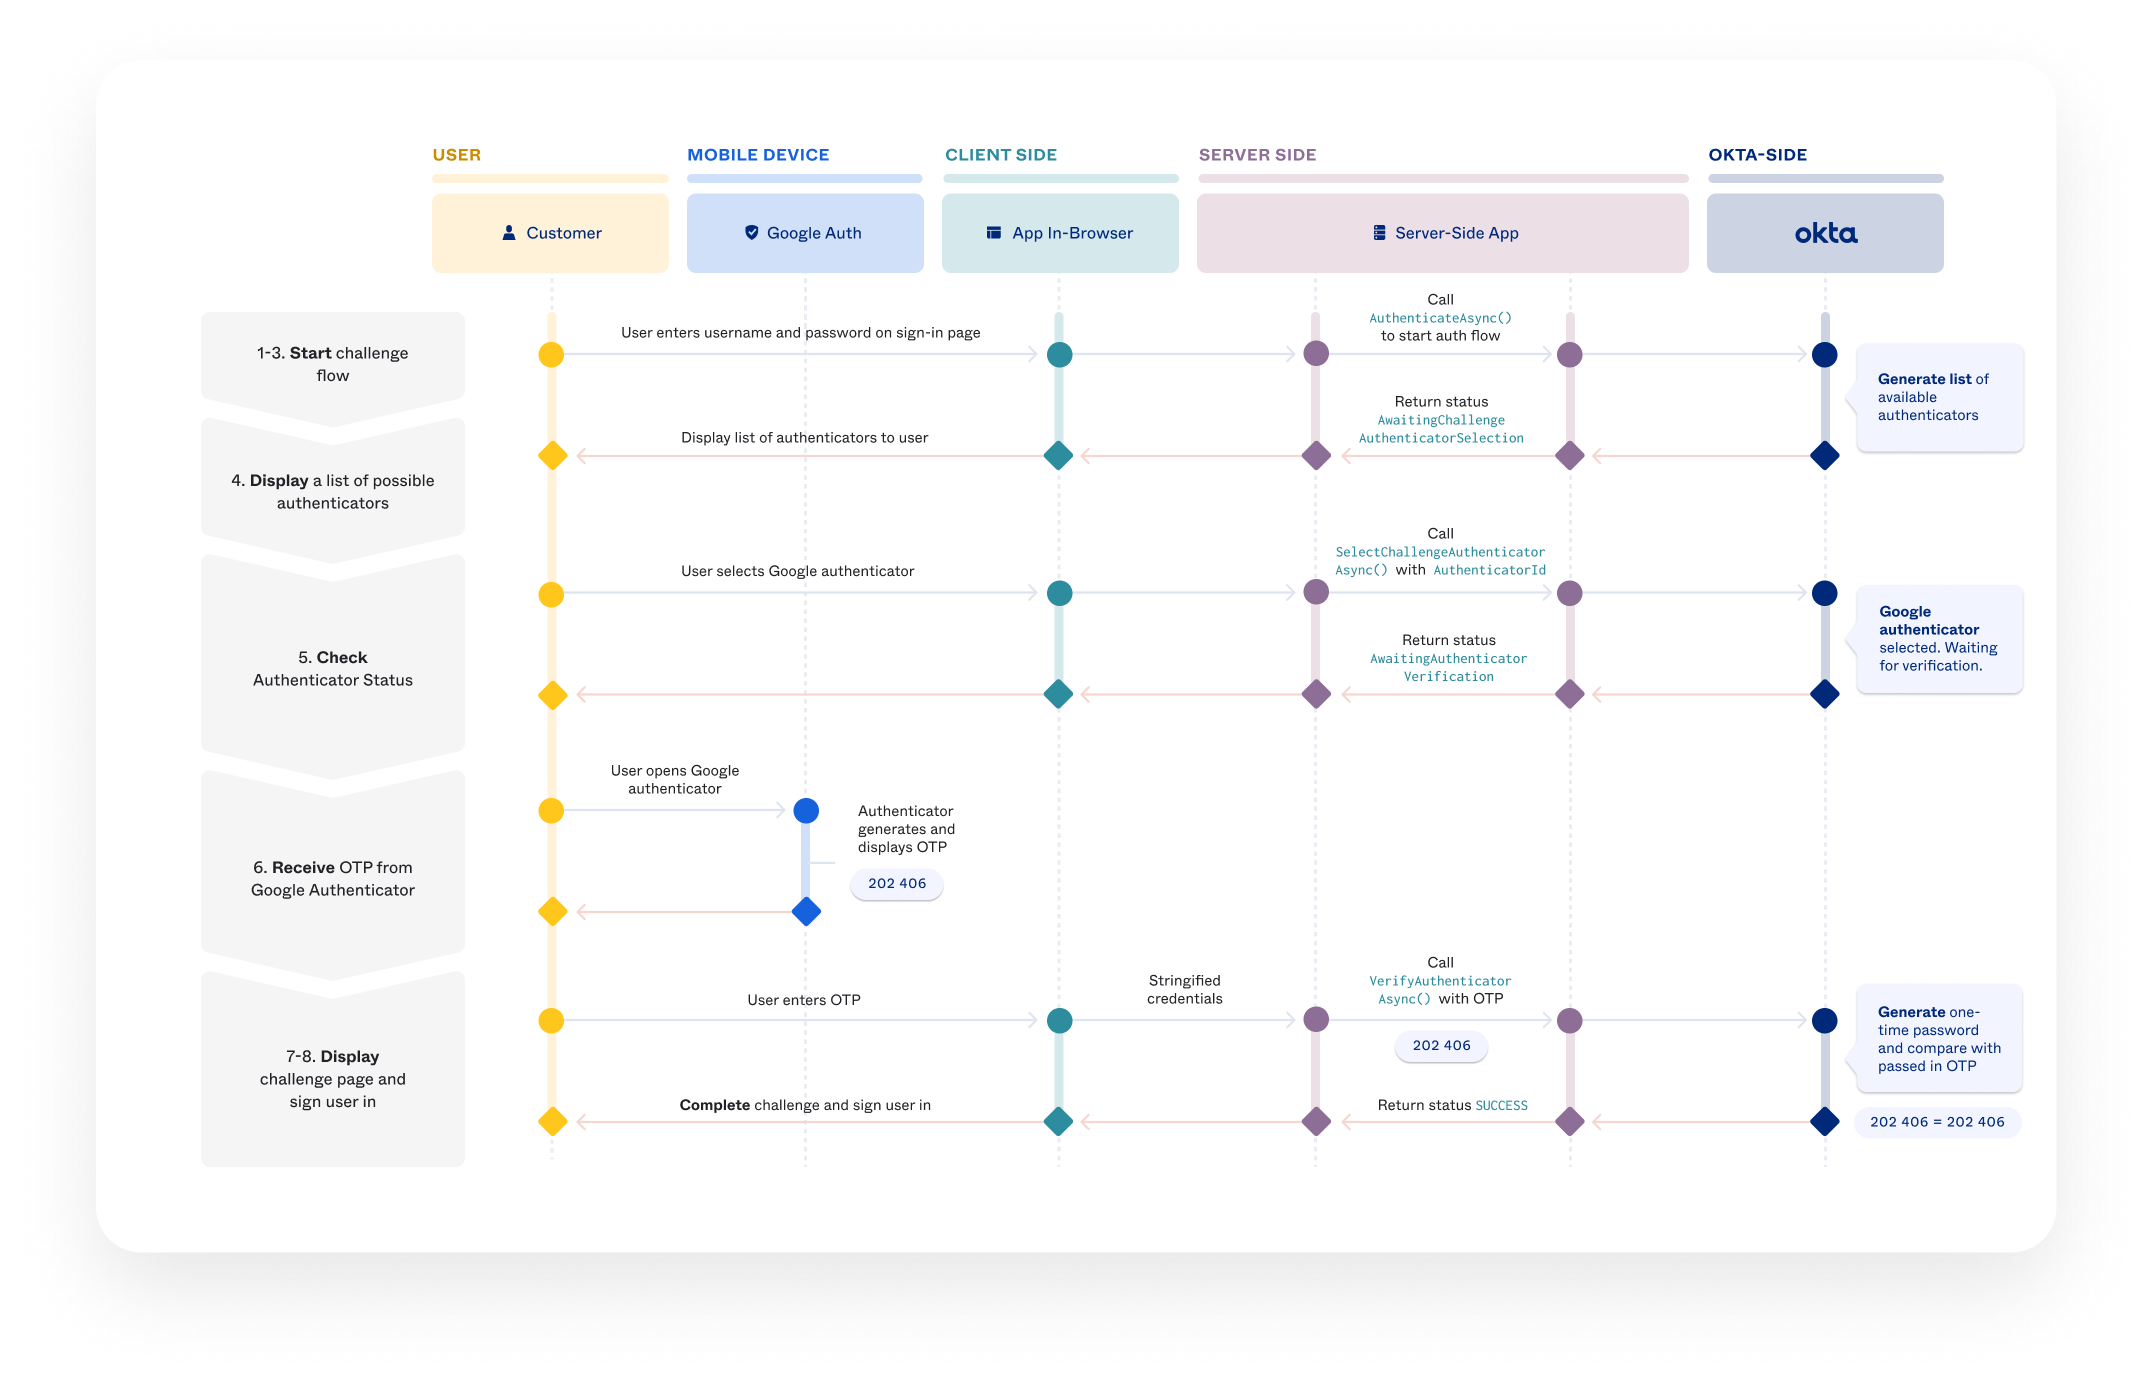 USER
MOBILE DEVICE
CLIENT SIDE
SERVER SIDE
OKTA-SIDE
Customer
Google Auth
App In-Browser
Server-Side App
okta
1-3. Start challenge
flow
User enters username and password on sign-in page
Call
AuthenticateAsync()
to start auth flow
Generate list of
available
authenticators
Display list of authenticators to user
Return status
AwaitingChallenge
AuthenticatorSelection
4. Display a list of possible
authenticators
User selects Google authenticator
Call
SelectChallengeAuthenticator
Async() with AuthenticatorId
Google
authenticator
selected. Waiting
for verification.
5. Check
Authenticator Status
Return status
AwaitingAuthenticator
Verification
User opens Google
authenticator
Authenticator
generates and
displays OTP
202 406
6. Receive OTP from
Google Authenticator
User enters OTP
Stringified
credentials
Call
VerifyAuthenticator
Async() with OTP
202 406
Generate one-
time password
and compare with
passed in OTP
7-8. Display
challenge page and
sign user in
Complete challenge and sign user in
Return status SUCCESS
202 406 = 202 406